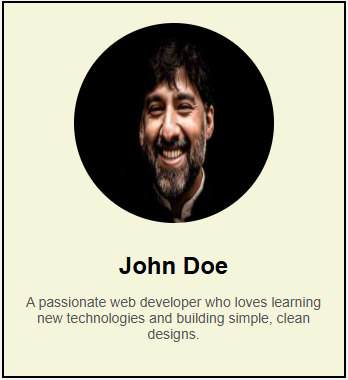 John Doe
A passionate web developer who loves learning
new technologies and building simple, clean
designs.